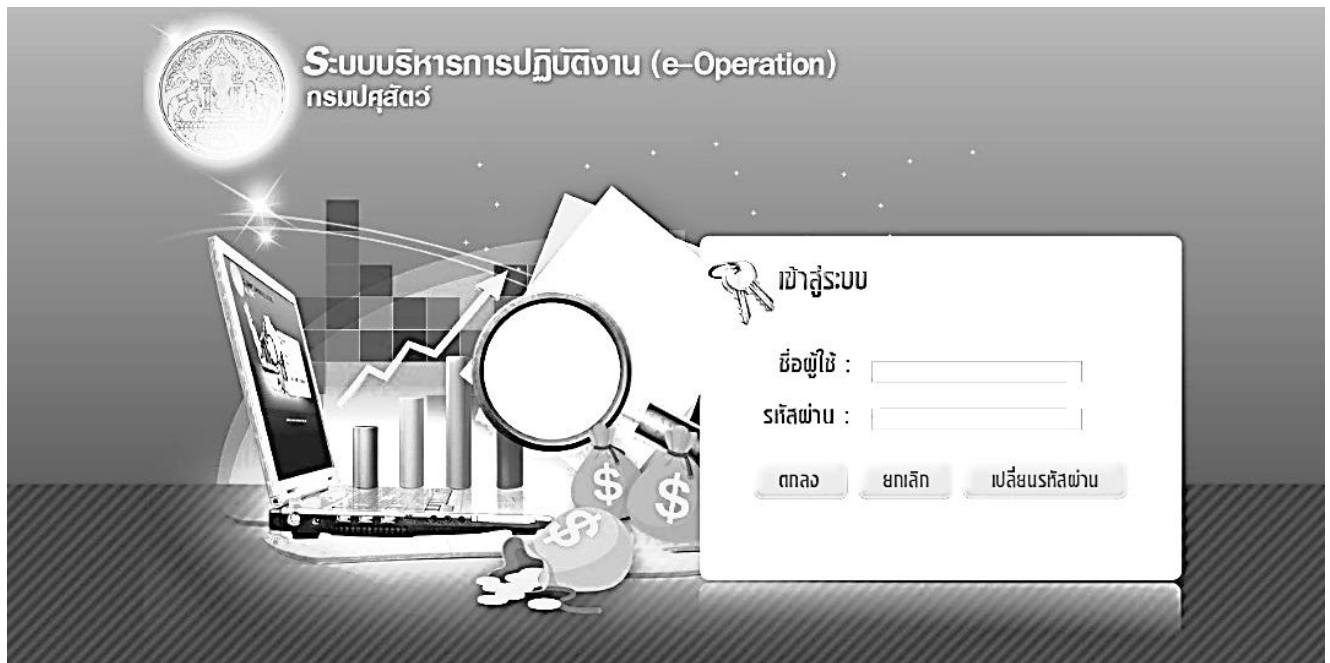 ระบบบริหารการปฏิบัติงาน (e-Operation)
กรมปศุสัตว์
เข้าสู่ระบบ
ชื่อผู้ใช้ :
รหัสผ่าน :
ตกลง ยกเลิก เปลี่ยนรหัสผ่าน
$ $
$